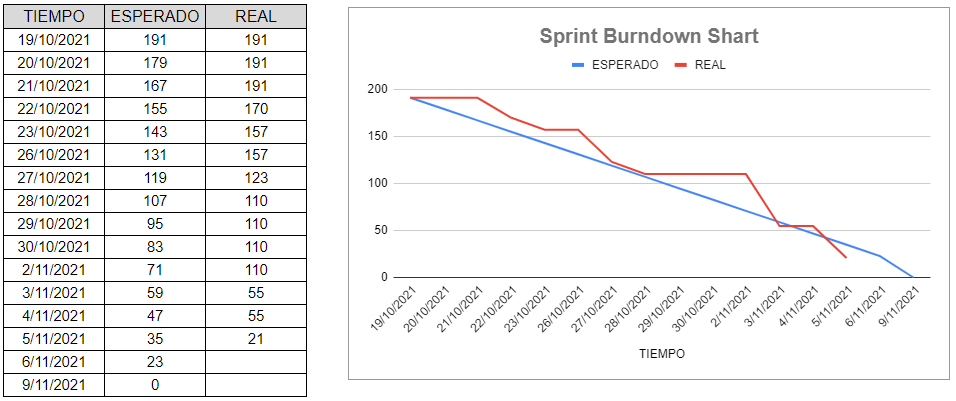 TIEMPO ESPERADO REAL
19/10/2021 191 191
20/10/2021 179 191
21/10/2021 167 191
22/10/2021 155 170
23/10/2021 143 157
26/10/2021 131 157
27/10/2021 119 123
28/10/2021 107 110
29/10/2021 95 110
30/10/2021 83 110
2/11/2021 71 110
3/11/2021 59 55
4/11/2021 47 55
5/11/2021 35 21
6/11/2021 23
9/11/2021 0
Sprint Burndown Shart
ESPERADO REAL
200
150
100
50
0
19/10/2021 20/10/2021 21/10/2021 22/10/2021 23/10/2021 26/10/2021 27/10/2021 28/10/2021 29/10/2021 30/10/2021 2/11/2021 3/11/2021 4/11/2021 5/11/2021 6/11/2021 9/11/2021
TIEMPO